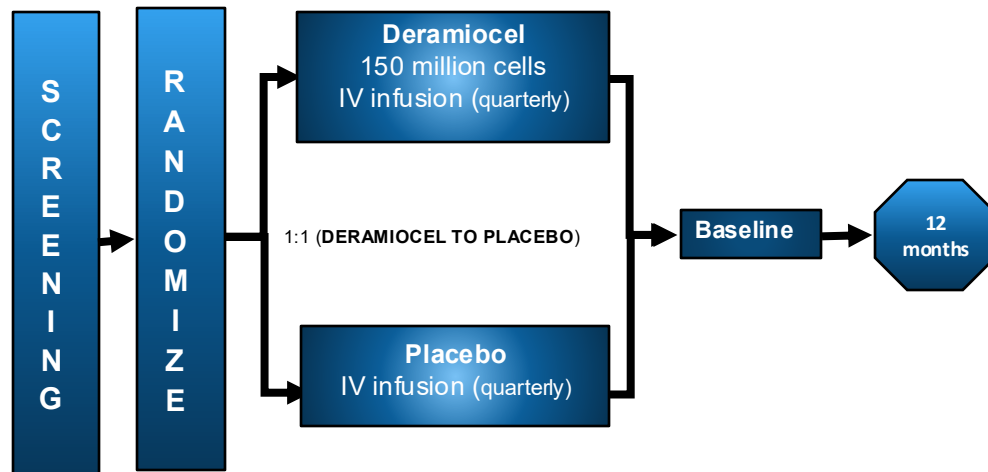 SCREENING
RANDOMIZE
Deramiocel
150 million cells
IV infusion (quarterly)
1:1 (DERAMIOCEL TO PLACEBO)
Placebo
IV infusion (quarterly)
Baseline
12
months